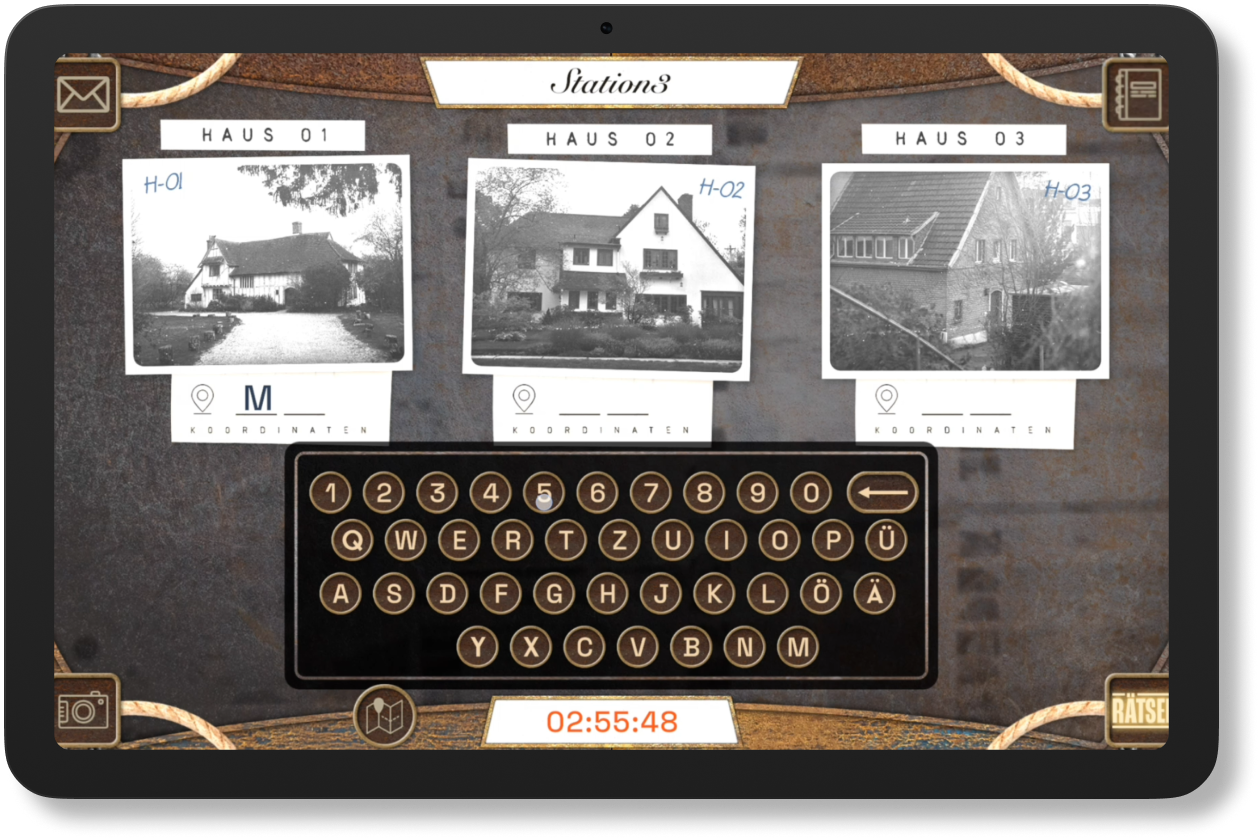 Station3
HAUS 01
HAUS 02
HAUS 03
H-01
H-02
H-03
M
KOORDINATEN
KOORDINATEN
KOORDINATEN
1 2 3 4 5 6 7 8 9 0
Q W E R T Z U I O P Ü
A S D F G H J K L Ö Ä
Y X C V B N M
02:55:48
RÄTSEL